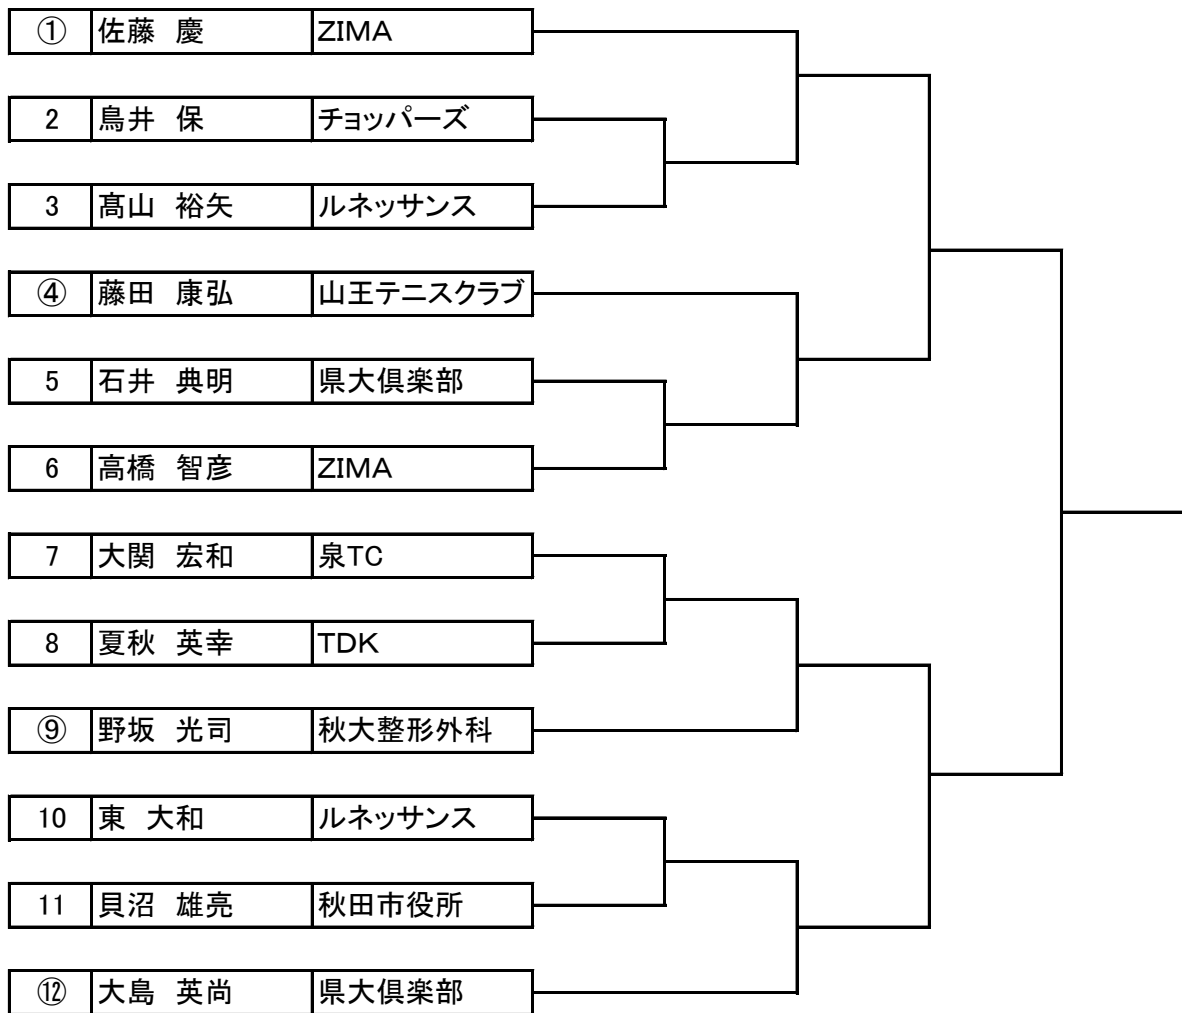 ① 佐藤　慶 ZIMA
2 鳥井　保 チョッパーズ
3 髙山　裕矢 ルネッサンス
④ 藤田　康弘 山王テニスクラブ
5 石井　典明 県大倶楽部
6 高橋　智彦 ZIMA
7 大関　宏和 泉TC
8 夏秋　英幸 TDK
⑨ 野坂　光司 秋大整形外科
10 東　大和 ルネッサンス
11 貝沼　雄亮 秋田市役所
⑫ 大島　英尚 県大倶楽部